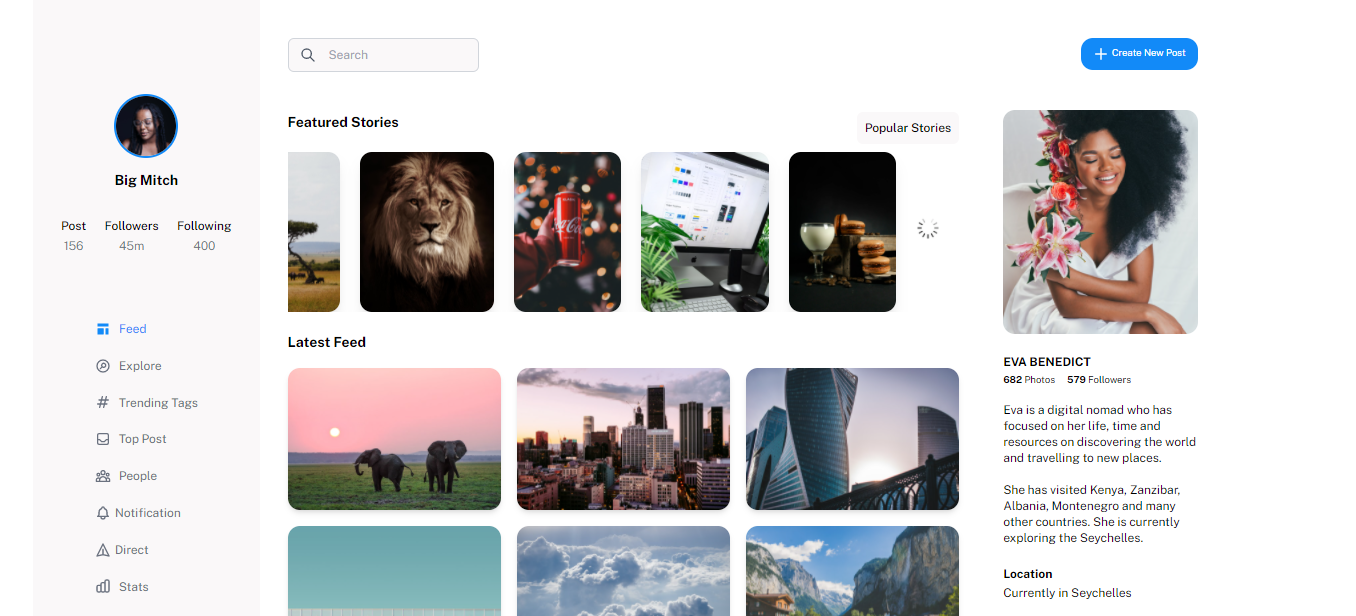 Search
Create New Post
Big Mitch
Post Followers Following
156 45m 400
Feed
Explore
Trending Tags
Top Post
People
Notification
Direct
Stats
Featured Stories
Popular Stories
Coca-Cola
Latest Feed
EVA BENEDICT
682 Photos 579 Followers
Eva is a digital nomad who has
focused on her life, time and
resources on discovering the world
and travelling to new places.
She has visited Kenya, Zanzibar,
Albania, Montenegro and many
other countries. She is currently
exploring the Seychelles.
Location
Currently in Seychelles